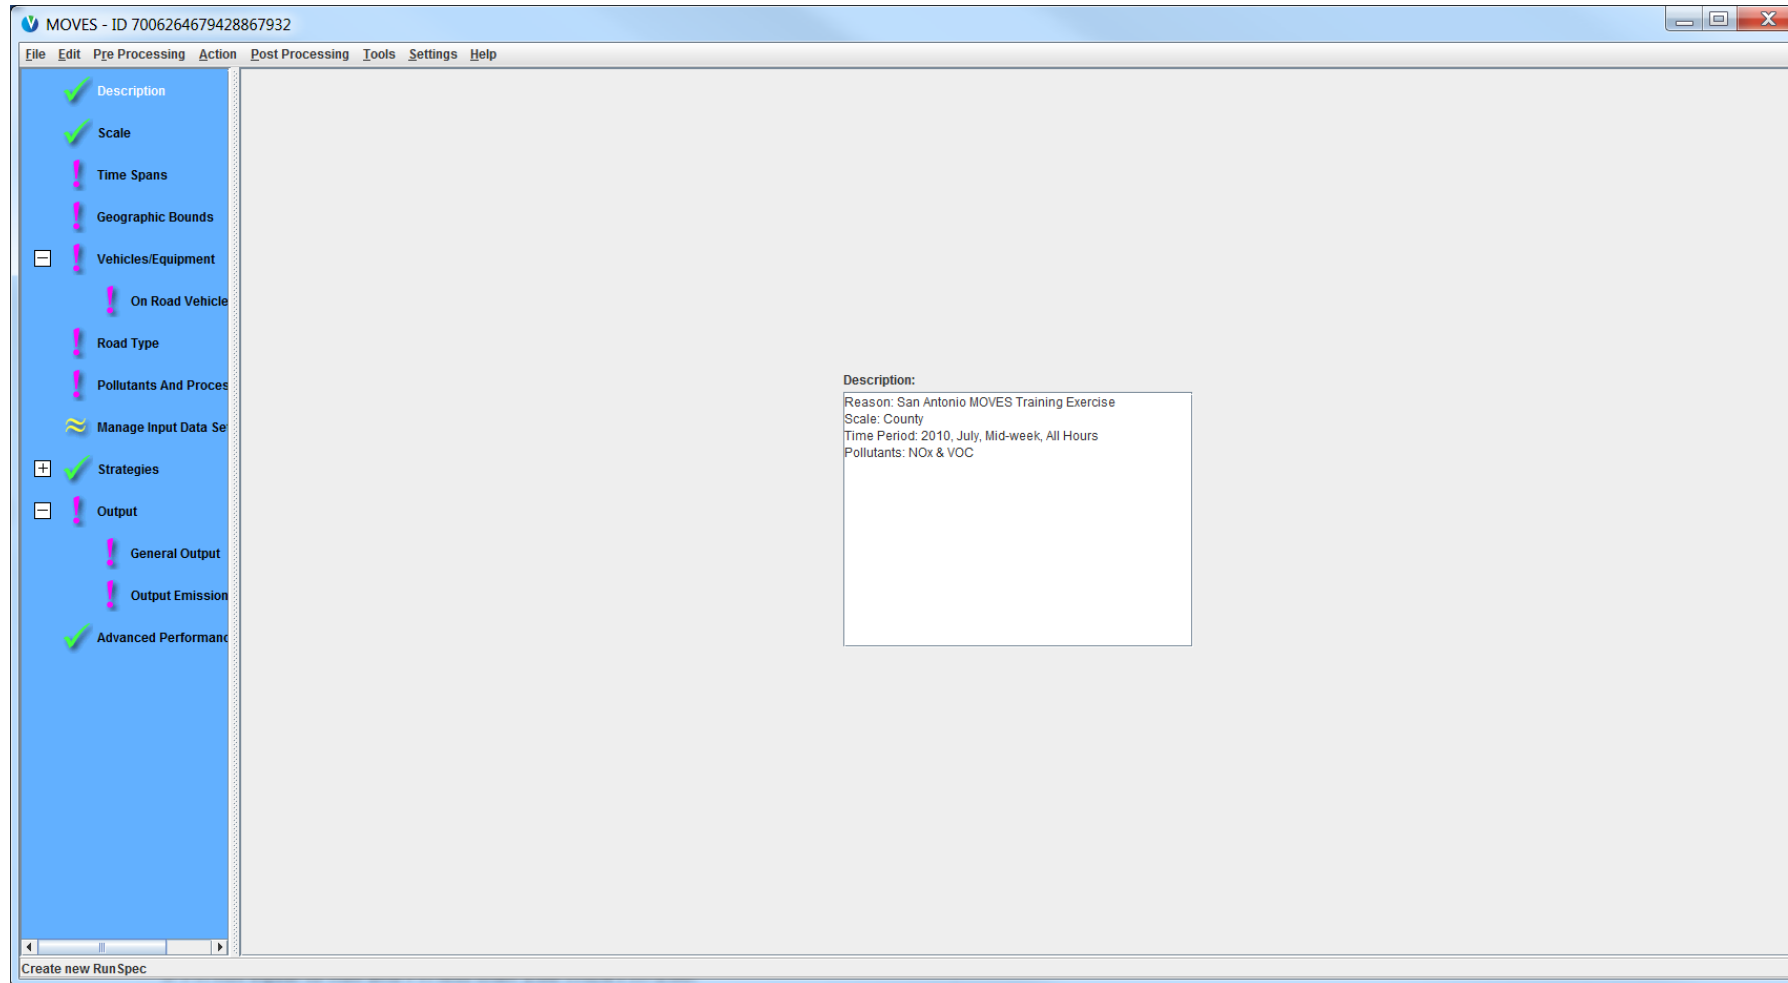 MOVES - ID 7006264679428867932
File Edit Pre Processing Action Post Processing Tools Settings Help
Description
Scale
Time Spans
Geographic Bounds
Vehicles/Equipment
On Road Vehicle
Road Type
Pollutants And Proces
Manage Input Data Se
Strategies
Output
General Output
Output Emission
Advanced Performanc
Description:
Reason: San Antonio MOVES Training Exercise
Scale: County
Time Period: 2010, July, Mid-week, All Hours
Pollutants: NOx & VOC
Create new RunSpec